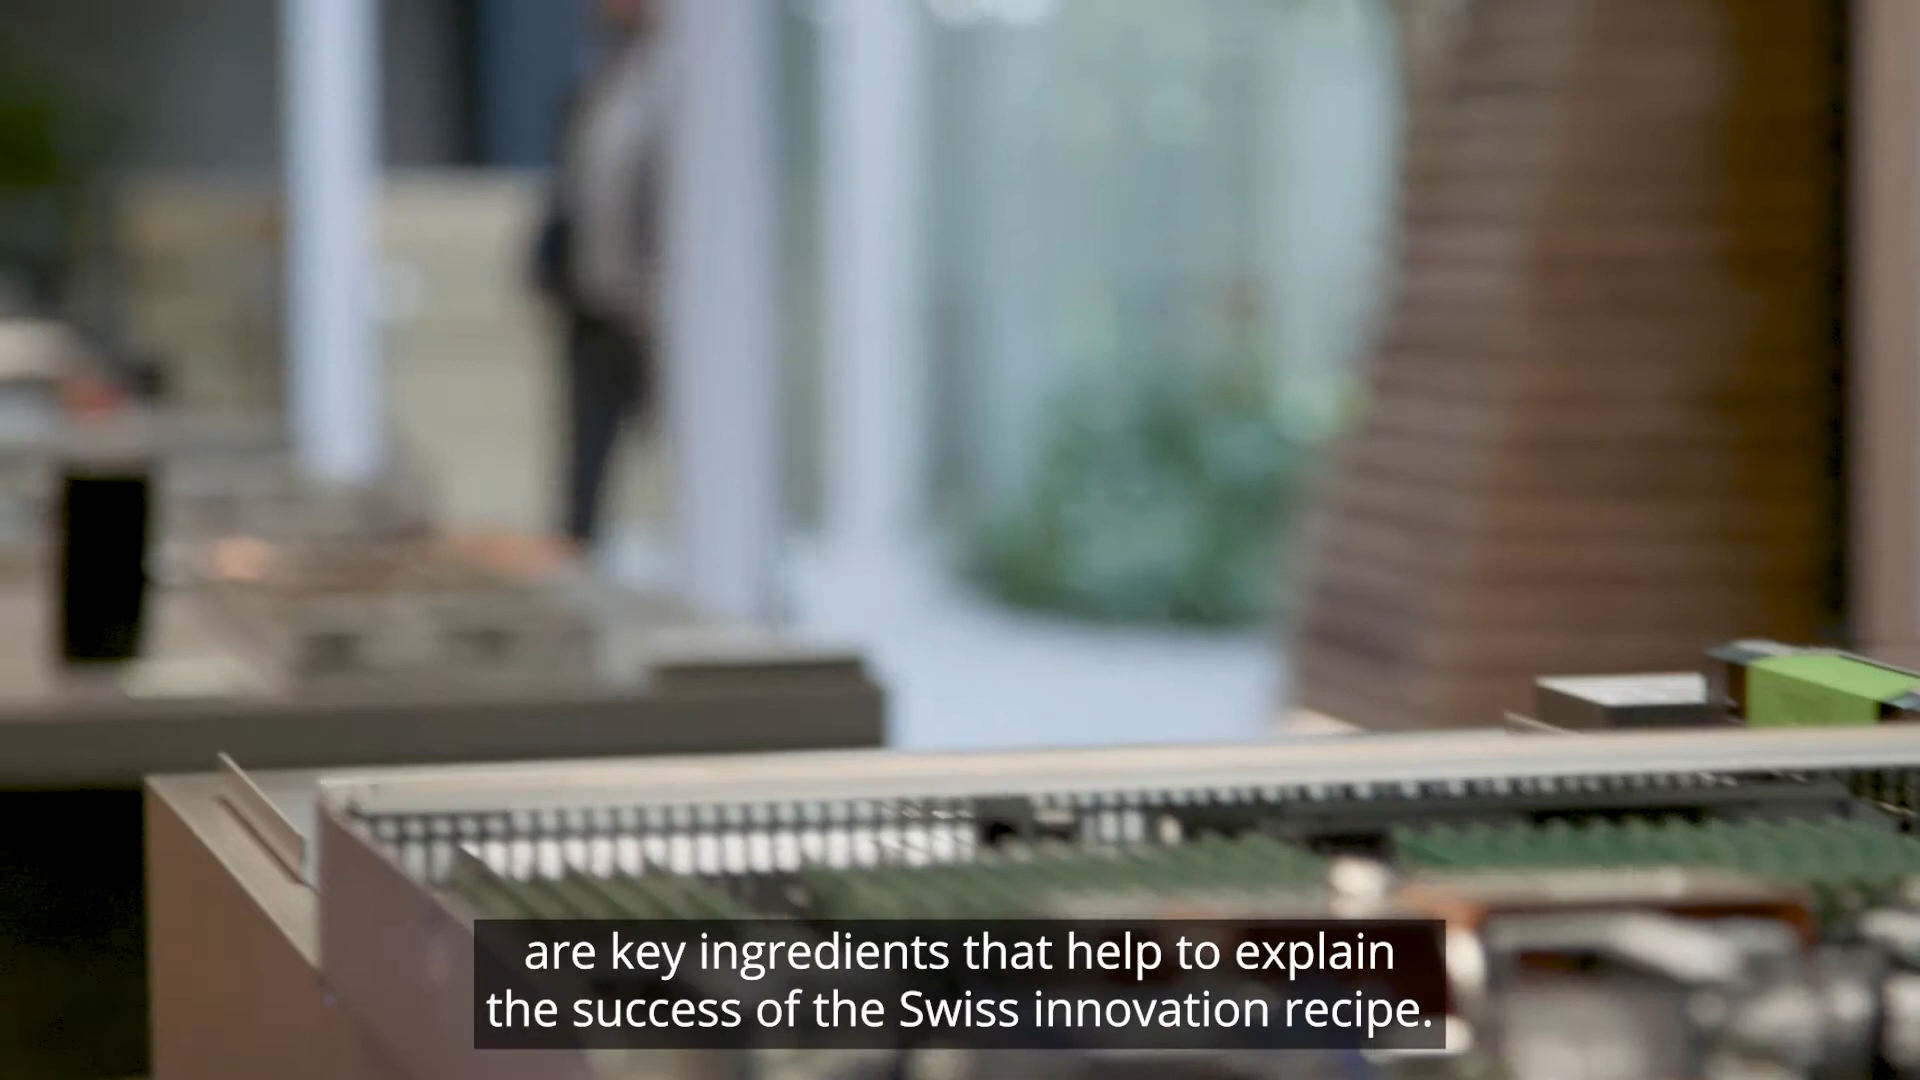 are key ingredients that help to explain
the success of the Swiss innovation recipe.